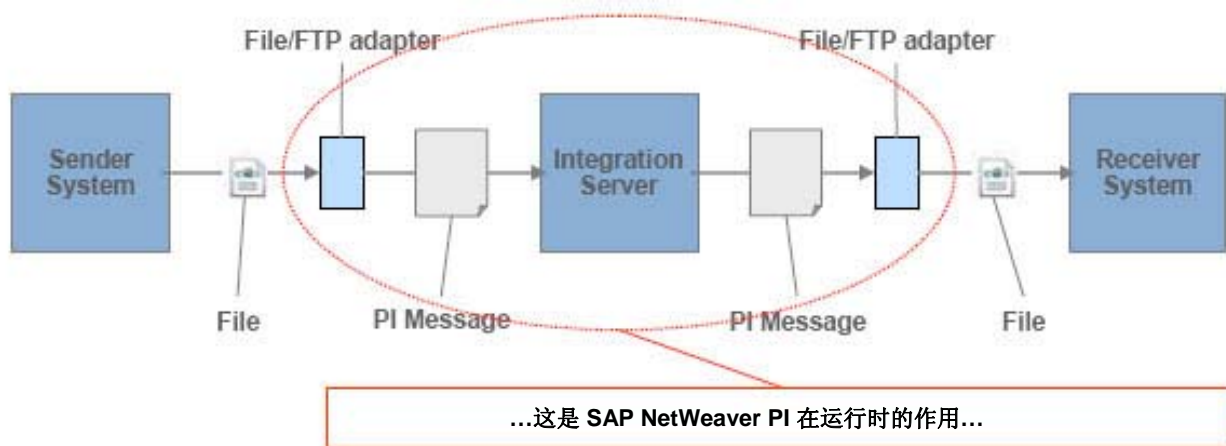 File/FTP adapter
File/FTP adapter
Sender
System
Integration
Server
Receiver
System
File
PI Message
PI Message
File
...这是 SAP NetWeaver PI 在运行时的作用...